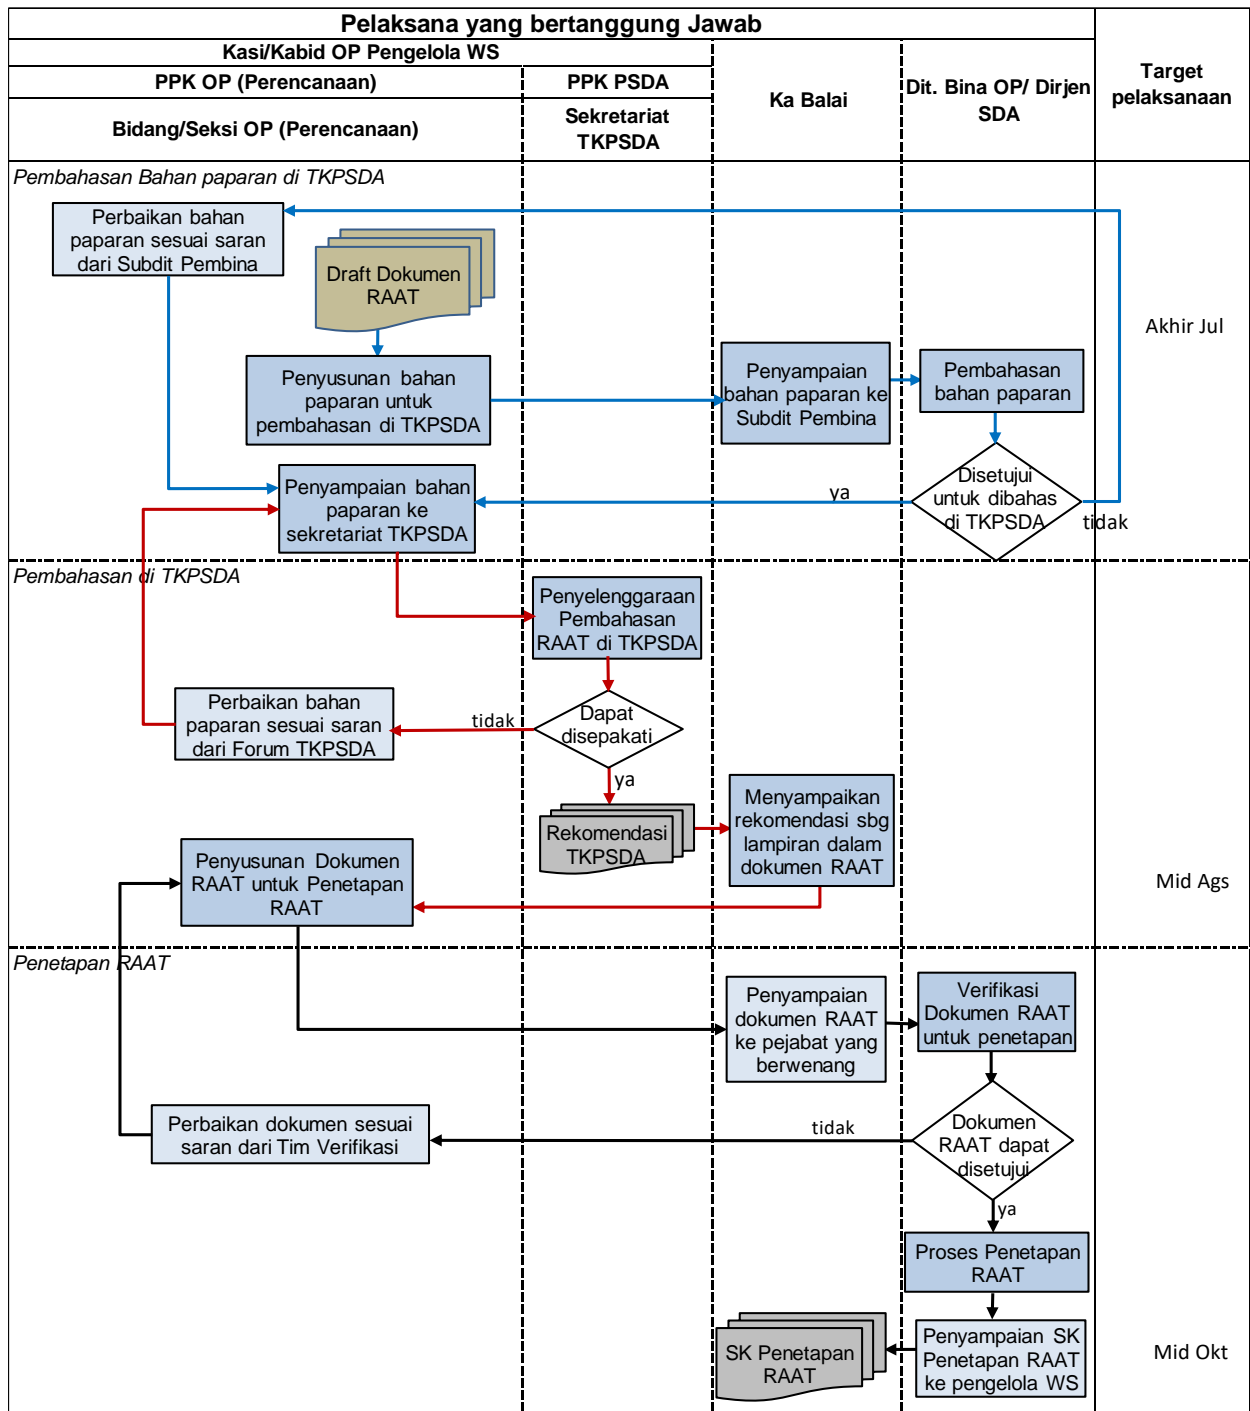 Pelaksana yang bertanggung Jawab
Kasi/Kabid OP Pengelola WS
PPK OP (Perencanaan)
PPK PSDA
Bidang/Seksi OP (Perencanaan)
Sekretariat
TKPSDA
Ka Balai
Dit. Bina OP/ Dirjen
SDA
Target
pelaksanaan
Pembahasan Bahan paparan di TKPSDA
Perbaikan bahan
paparan sesuai saran
dari Subdit Pembina
Draft Dokumen
RAAT
Akhir Jul
Penyusunan bahan
paparan untuk
pembahasan di TKPSDA
Penyampaian
bahan paparan ke
Subdit Pembina
Pembahasan
bahan paparan
Penyampaian bahan
paparan ke
sekretariat TKPSDA
ya
Disetujui
untuk dibahas
di TKPSDA
tidak
Pembahasan di TKPSDA
Penyelenggaraan
Pembahasan
RAAT di TKPSDA
Perbaikan bahan
paparan sesuai saran
dari Forum TKPSDA
tidak
Dapat
disepakati
ya
Rekomendasi
TKPSDA
Menyampaikan
rekomendasi sbg
lampiran dalam
dokumen RAAT
Penyusunan Dokumen
RAAT untuk Penetapan
RAAT
Mid Ags
Penetapan RAAT
Penyampaian
dokumen RAAT
ke pejabat yang
berwenang
Verifikasi
Dokumen RAAT
untuk penetapan
Perbaikan dokumen sesuai
saran dari Tim Verifikasi
tidak
Dokumen
RAAT dapat
disetujui
ya
Proses Penetapan
RAAT
SK Penetapan
RAAT
Penyampaian SK
Penetapan RAAT
ke pengelola WS
Mid Okt